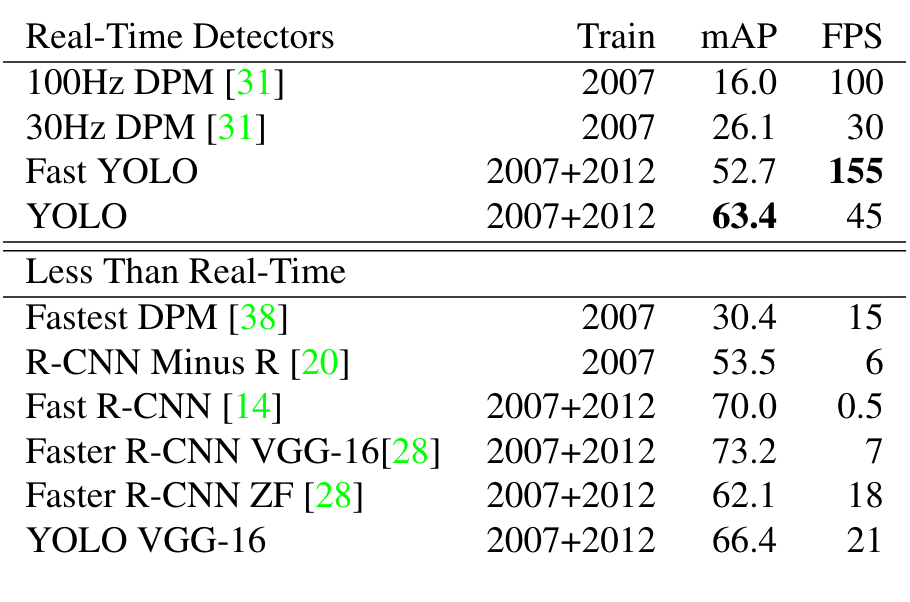 Real-Time Detectors Train mAP FPS
100Hz DPM [31] 2007 16.0 100
30Hz DPM [31] 2007 26.1 30
Fast YOLO 2007+2012 52.7 155
YOLO 2007+2012 63.4 45
Less Than Real-Time
Fastest DPM [38] 2007 30.4 15
R-CNN Minus R [20] 2007 53.5 6
Fast R-CNN [14] 2007+2012 70.0 0.5
Faster R-CNN VGG-16[28] 2007+2012 73.2 7
Faster R-CNN ZF [28] 2007+2012 62.1 18
YOLO VGG-16 2007+2012 66.4 21